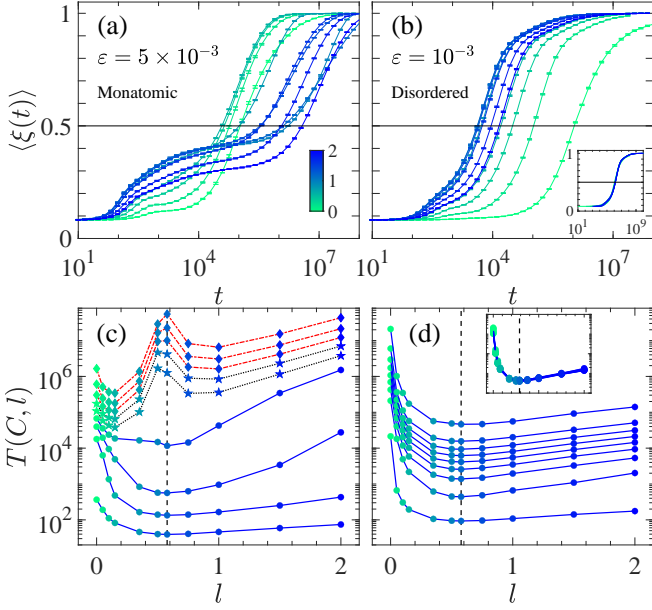 1
(a)
ε = 5 × 10⁻³
Monatomic
0.5
⟨ξ(t)⟩
2
1
0
0
10¹
10⁴
10⁷
t
(b)
ε = 10⁻³
Disordered
1
0
10¹
10⁹
10¹
10⁴
10⁷
t
(c)
10⁶
10⁴
10²
T(C, l)
0
1
2
l
(d)
0
1
2
l